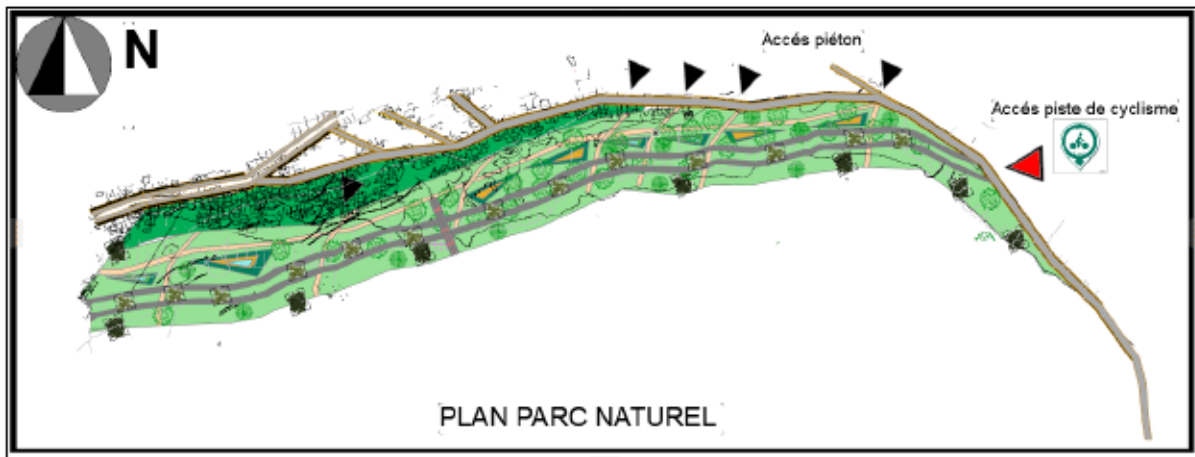 N
Accés piéton
Accés piste de cyclisme
PLAN PARC NATUREL